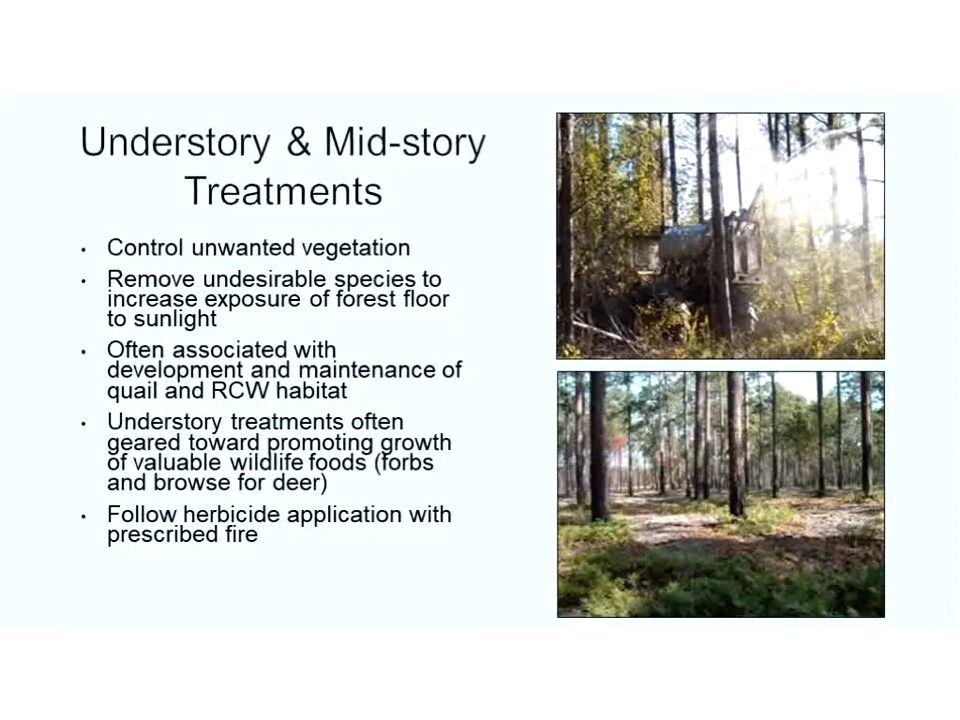 Understory & Mid-story
Treatments
• Control unwanted vegetation
• Remove undesirable species to
increase exposure of forest floor
to sunlight
• Often associated with
development and maintenance of
quail and RCW habitat
• Understory treatments often
geared toward promoting growth
of valuable wildlife foods (forbs
and browse for deer)
• Follow herbicide application with
prescribed fire